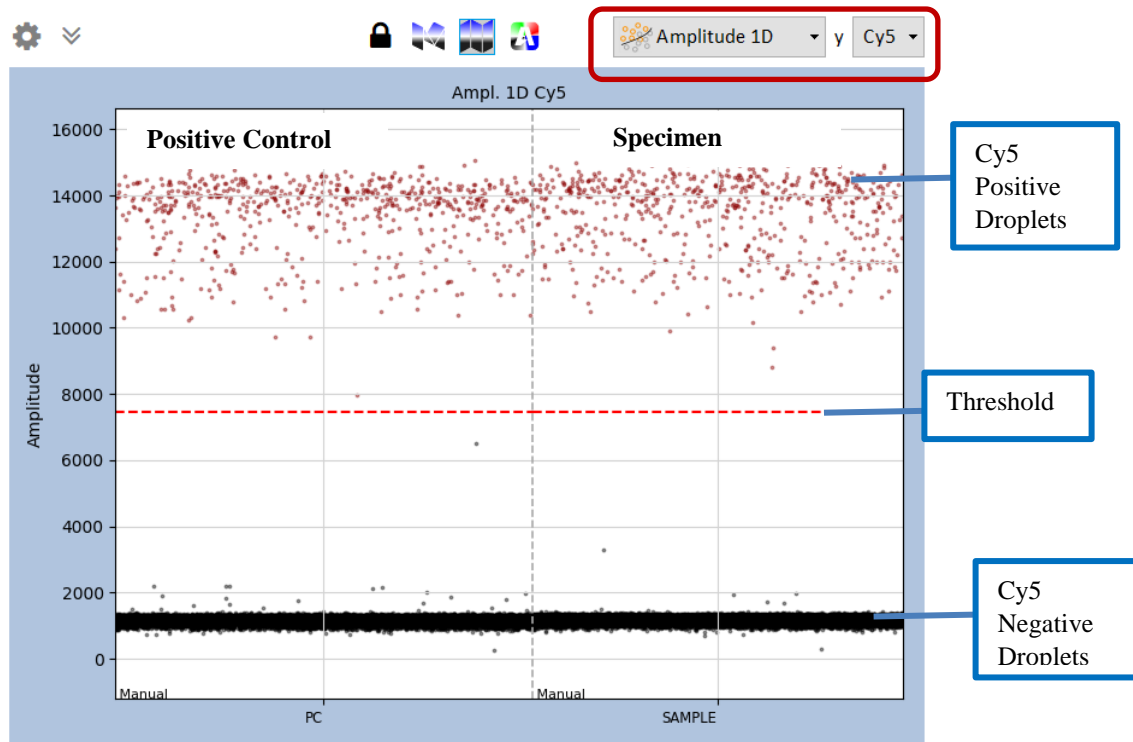 Amplitude 1D y Cy5
Ampl. 1D Cy5
Positive Control Specimen
16000
14000
12000
10000
8000
6000
4000
2000
0
Amplitude
Manual Manual
PC SAMPLE
Cy5
Positive
Droplets
Threshold
Cy5
Negative
Droplets